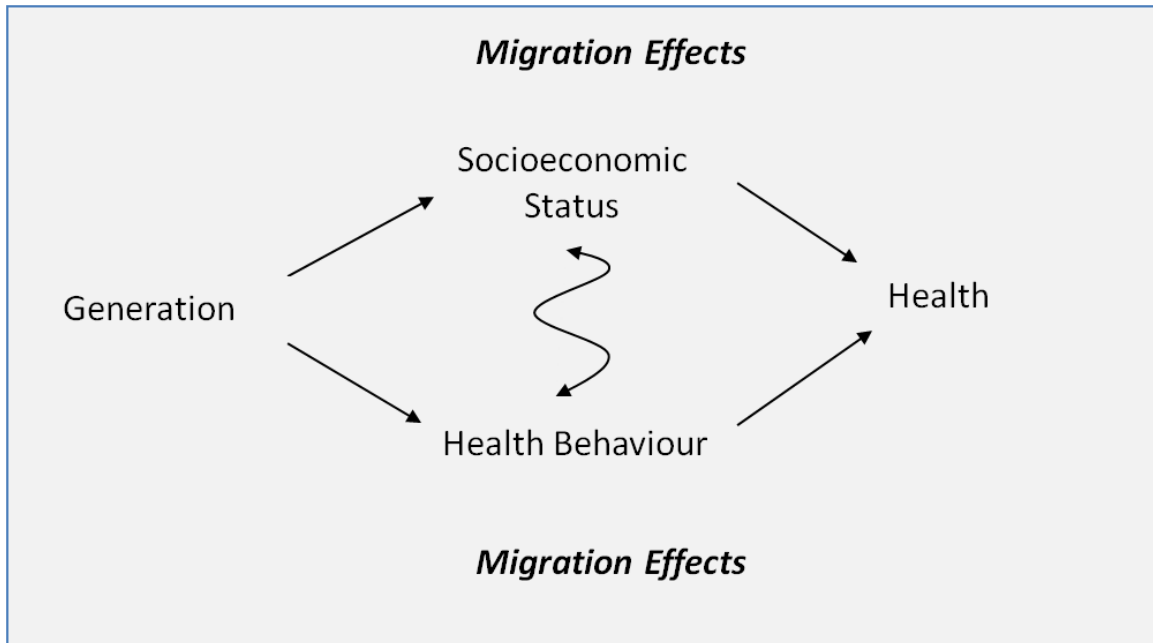 Migration Effects
Socioeconomic
Status
Generation
Health
Health Behaviour
Migration Effects